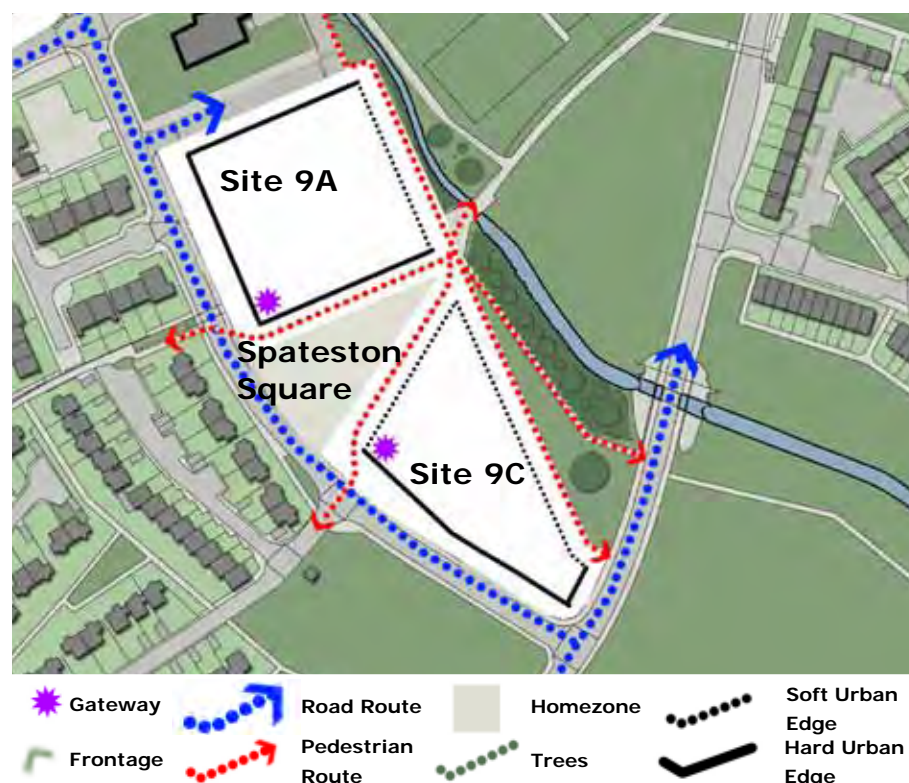 Site 9A
Spateston
Square
Site 9C
Gateway
Road Route
Homezone
Soft Urban
Edge
Frontage
Pedestrian
Route
Trees
Hard Urban
Edge